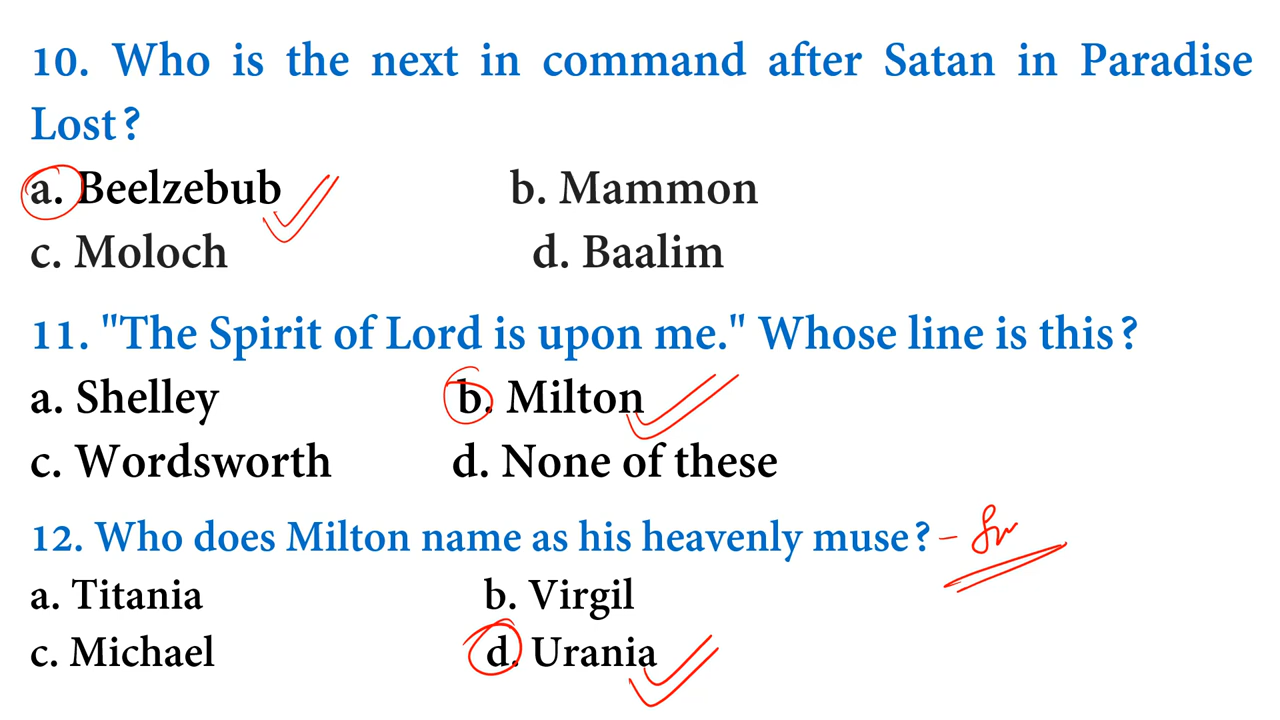 10. Who is the next in command after Satan in Paradise
Lost?
a. Beelzebub b. Mammon
c. Moloch d. Baalim
11. "The Spirit of Lord is upon me." Whose line is this?
a. Shelley b. Milton
c. Wordsworth d. None of these
12. Who does Milton name as his heavenly muse? -
a. Titania b. Virgil
c. Michael d. Urania